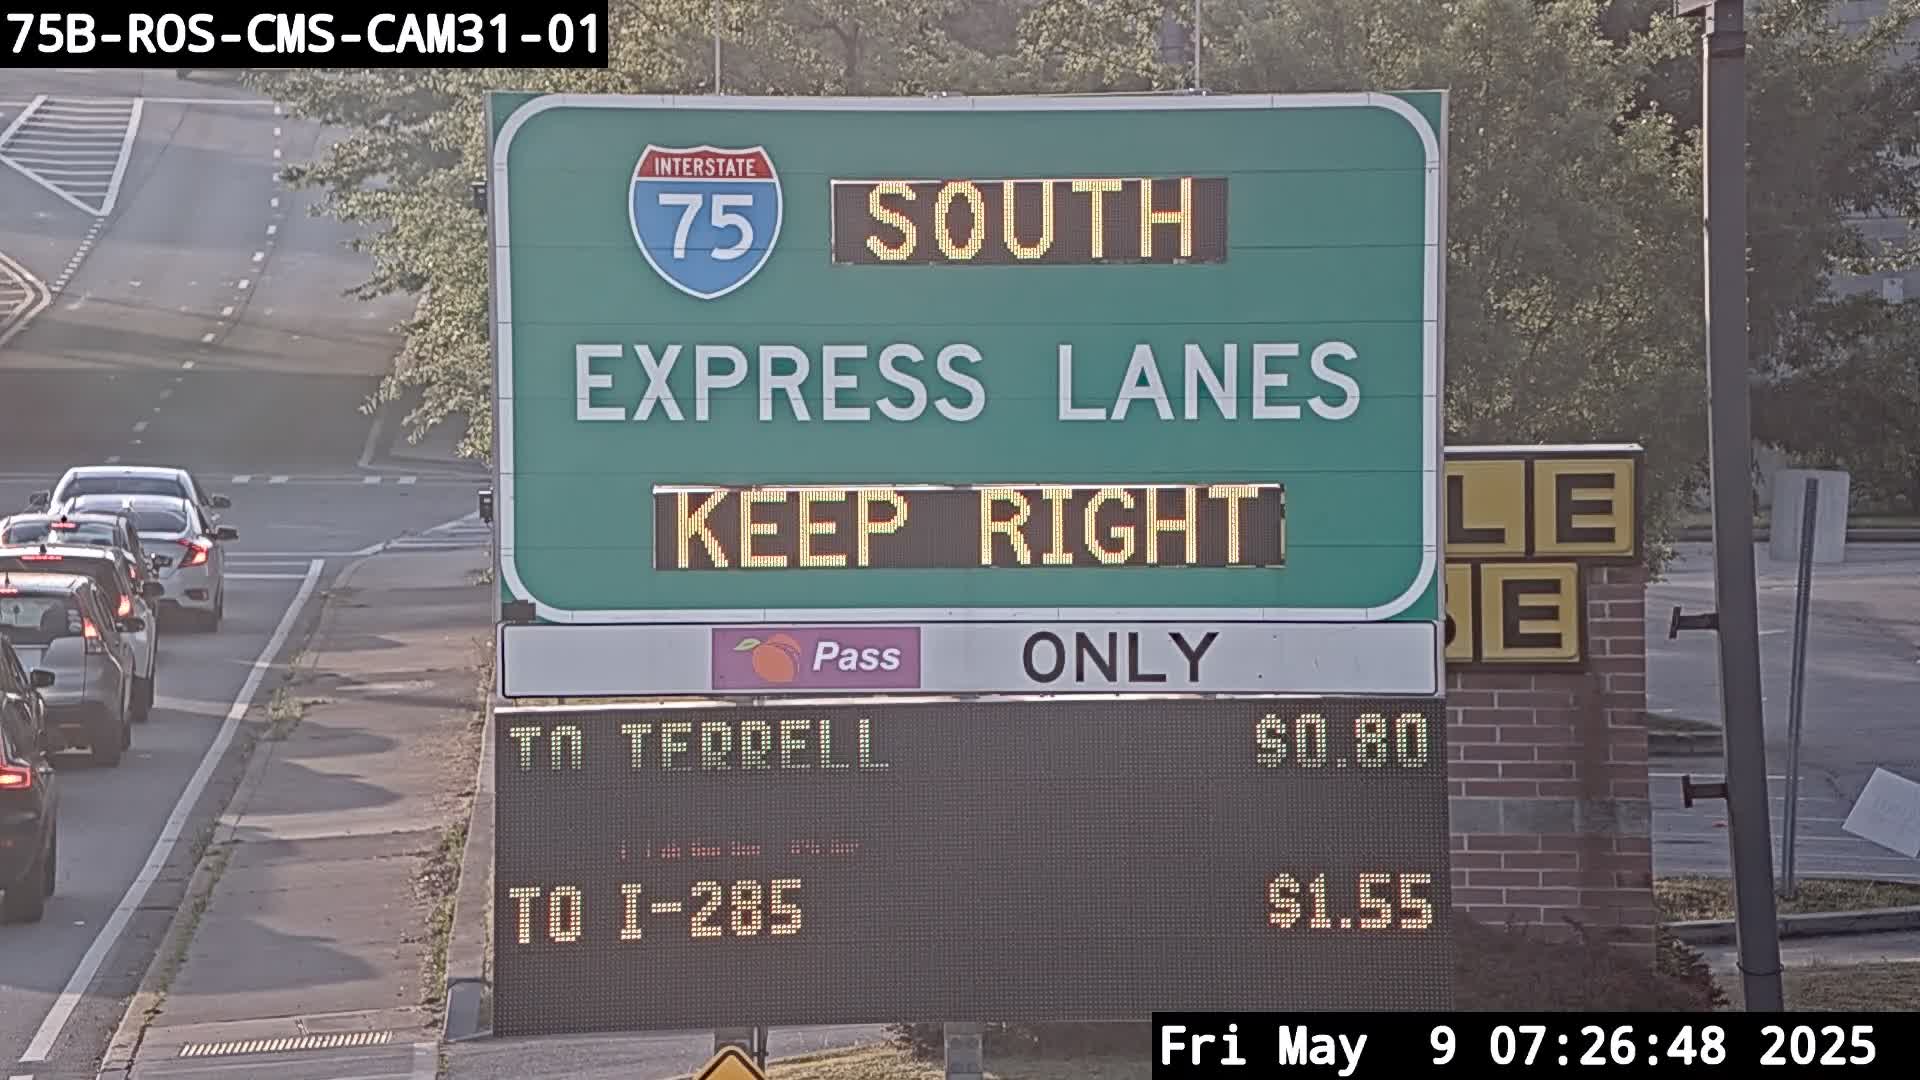 75B-ROS-CMS-CAM31-01
INTERSTATE
75
SOUTH
EXPRESS LANES
KEEP RIGHT
Pass ONLY
TO TERRELL $0.80
TO I-285 $1.55
LE
E
Fri May 9 07:26:48 2025